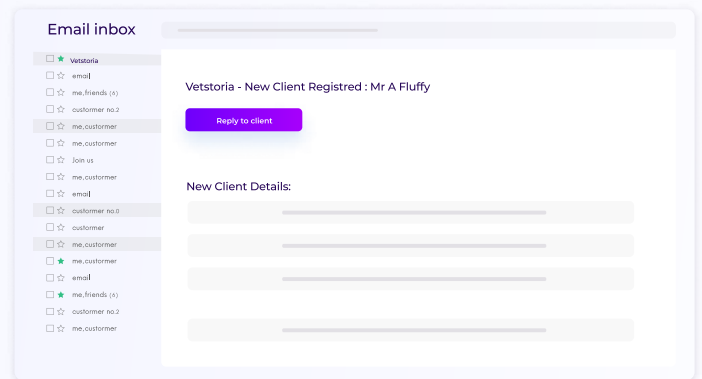 Email inbox
Vetstoria
email
me,friends (6)
custormer no.2
me,custormer
me,custormer
Join us
me,custormer
email
custormer no.0
custormer
me,custormer
me,custormer
email
me,friends (6)
custormer no.2
me,custormer
Vetstoria - New Client Registred : Mr A Fluffy
Reply to client
New Client Details: